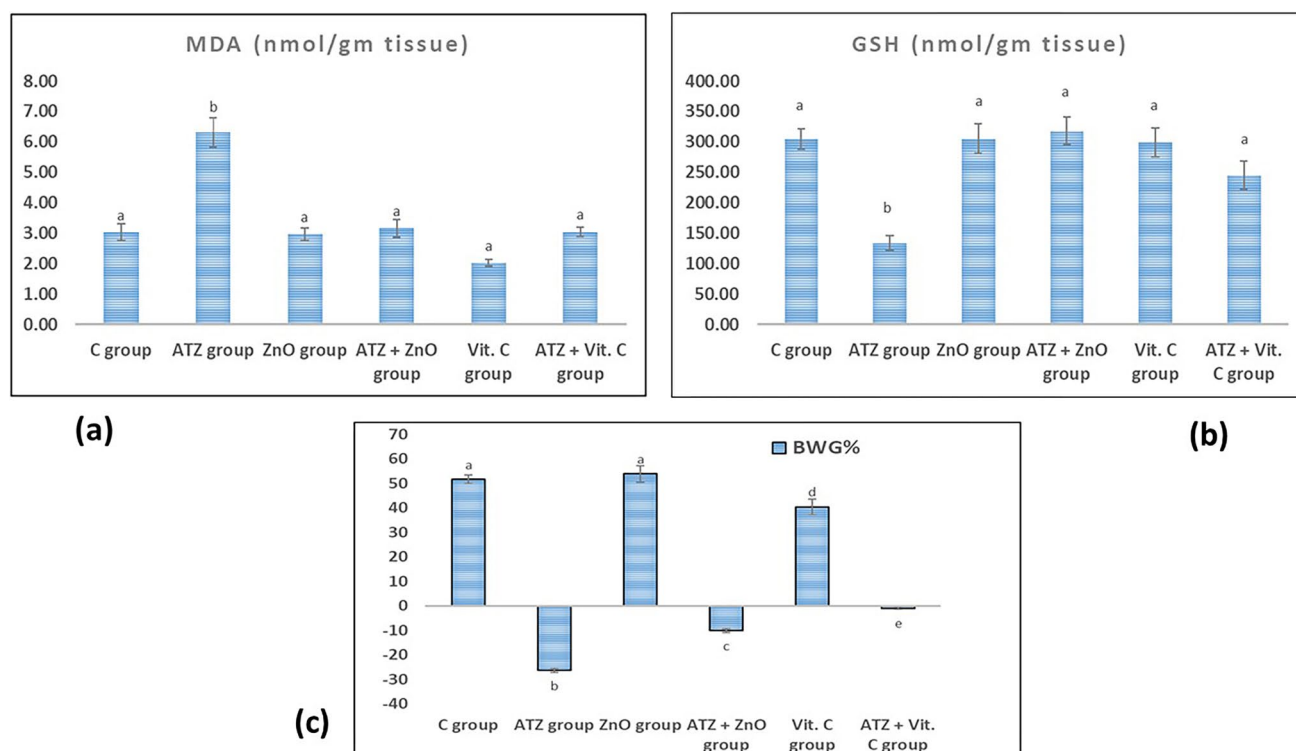 MDA (nmol/gm tissue)
8.00
7.00
6.00
5.00
4.00
3.00
2.00
1.00
0.00
a
b
a
a
a
a
C group
ATZ group
ZnO group
ATZ + ZnO
group
Vit. C
group
ATZ + Vit. C
group
(a)
GSH (nmol/gm tissue)
400.00
350.00
300.00
250.00
200.00
150.00
100.00
50.00
0.00
a
b
a
a
a
a
C group
ATZ group
ZnO group
ATZ + ZnO
group
Vit. C
group
ATZ + Vit.
C group
(b)
BWG%
70
60
50
40
30
20
10
0
-10
-20
-30
-40
a
b
a
c
d
e
C group
ATZ group
ZnO group
ATZ + ZnO
group
Vit. C
group
ATZ + Vit.
C group
(c)